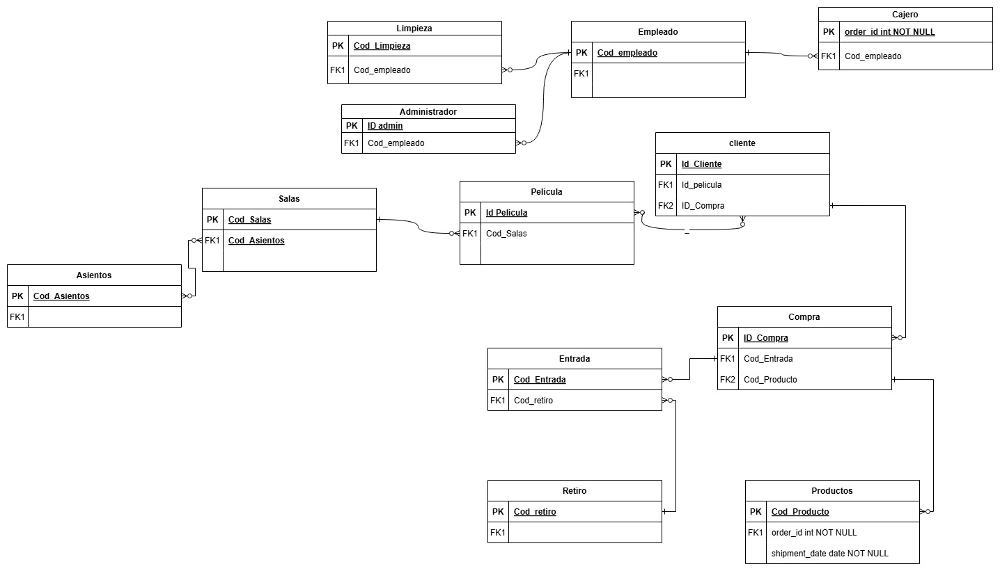 Limpieza
PK Cod_Limpieza
FK1 Cod_empleado
Empleado
PK Cod_empleado
FK1
Cajero
PK order_id int NOT NULL
FK1 Cod_empleado
Administrador
PK ID admin
FK1 Cod_empleado
cliente
PK Id_Cliente
FK1 Id_pelicula
FK2 ID_Compra
Salas
PK Cod_Salas
FK1 Cod_Asientos
Pelicula
PK Id Pelicula
FK1 Cod_Salas
_
Asientos
PK Cod_Asientos
FK1
Compra
PK ID_Compra
FK1 Cod_Entrada
FK2 Cod_Producto
Entrada
PK Cod_Entrada
FK1 Cod_retiro
Retiro
PK Cod_retiro
FK1
Productos
PK Cod_Producto
FK1 order_id int NOT NULL
shipment_date date NOT NULL